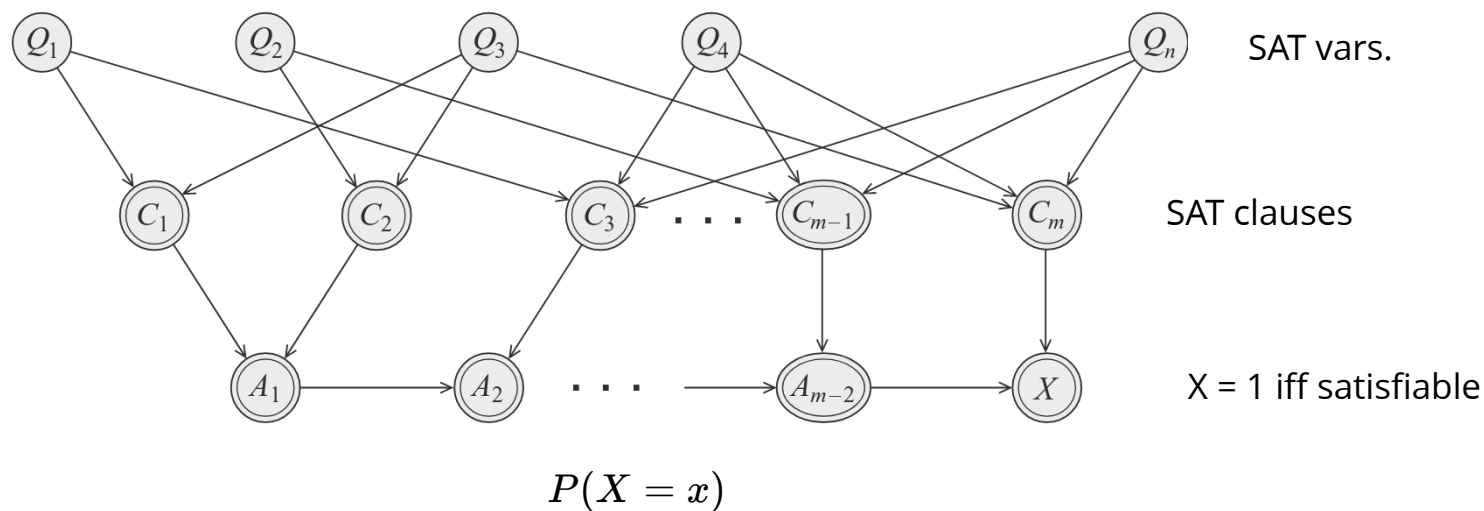 Q₁ Q₂ Q₃ Q₄ Qₙ SAT vars.
C₁ C₂ C₃ · · · Cₘ₋₁ Cₘ SAT clauses
A₁ A₂ · · · Aₘ₋₂ X X = 1 iff satisfiable
P(X = x)